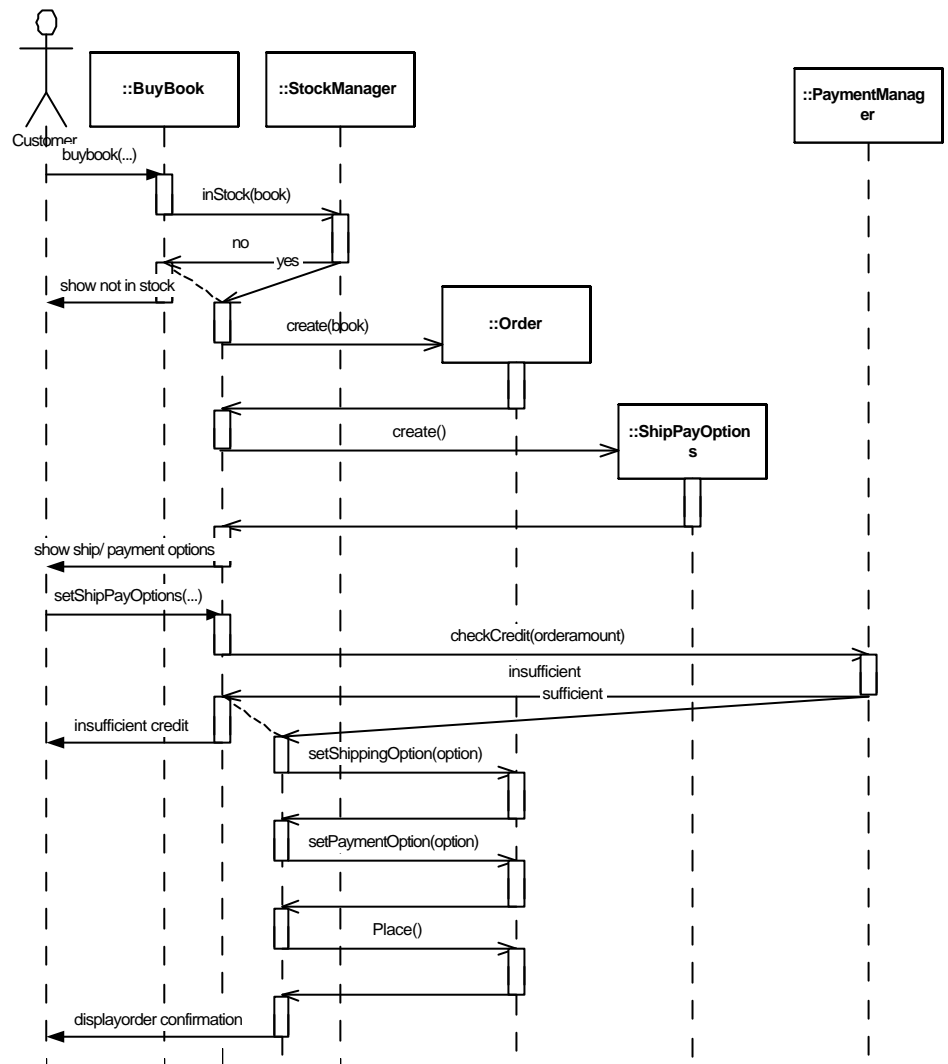 ::BuyBook
::StockManager
::PaymentManag
er
Customer
buybook(...)
inStock(book)
no
yes
show not in stock
::Order
create(book)
::ShipPayOption
s
create()
show ship/ payment options
setShipPayOptions(...)
checkCredit(orderamount)
insufficient
sufficient
insufficient credit
setShippingOption(option)
setPaymentOption(option)
Place()
displayorder confirmation